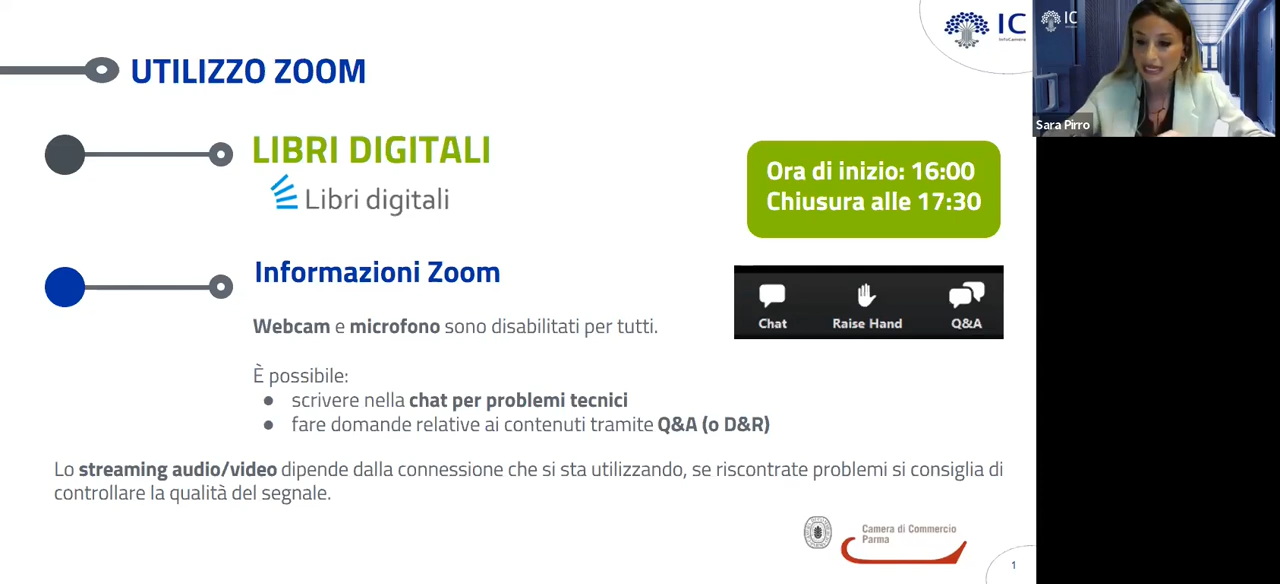 UTILIZZO ZOOM
IC
InfoCamere
IC
Sara Pirro
LIBRI DIGITALI
Libri digitali
Ora di inizio: 16:00
Chiusura alle 17:30
Informazioni Zoom
Chat
Raise Hand
Q&A
Webcam e microfono sono disabilitati per tutti.
È possibile:
● scrivere nella chat per problemi tecnici
● fare domande relative ai contenuti tramite Q&A (o D&R)
Lo streaming audio/video dipende dalla connessione che si sta utilizzando, se riscontrate problemi si consiglia di
controllare la qualità del segnale.
Camera di Commercio
Parma
1